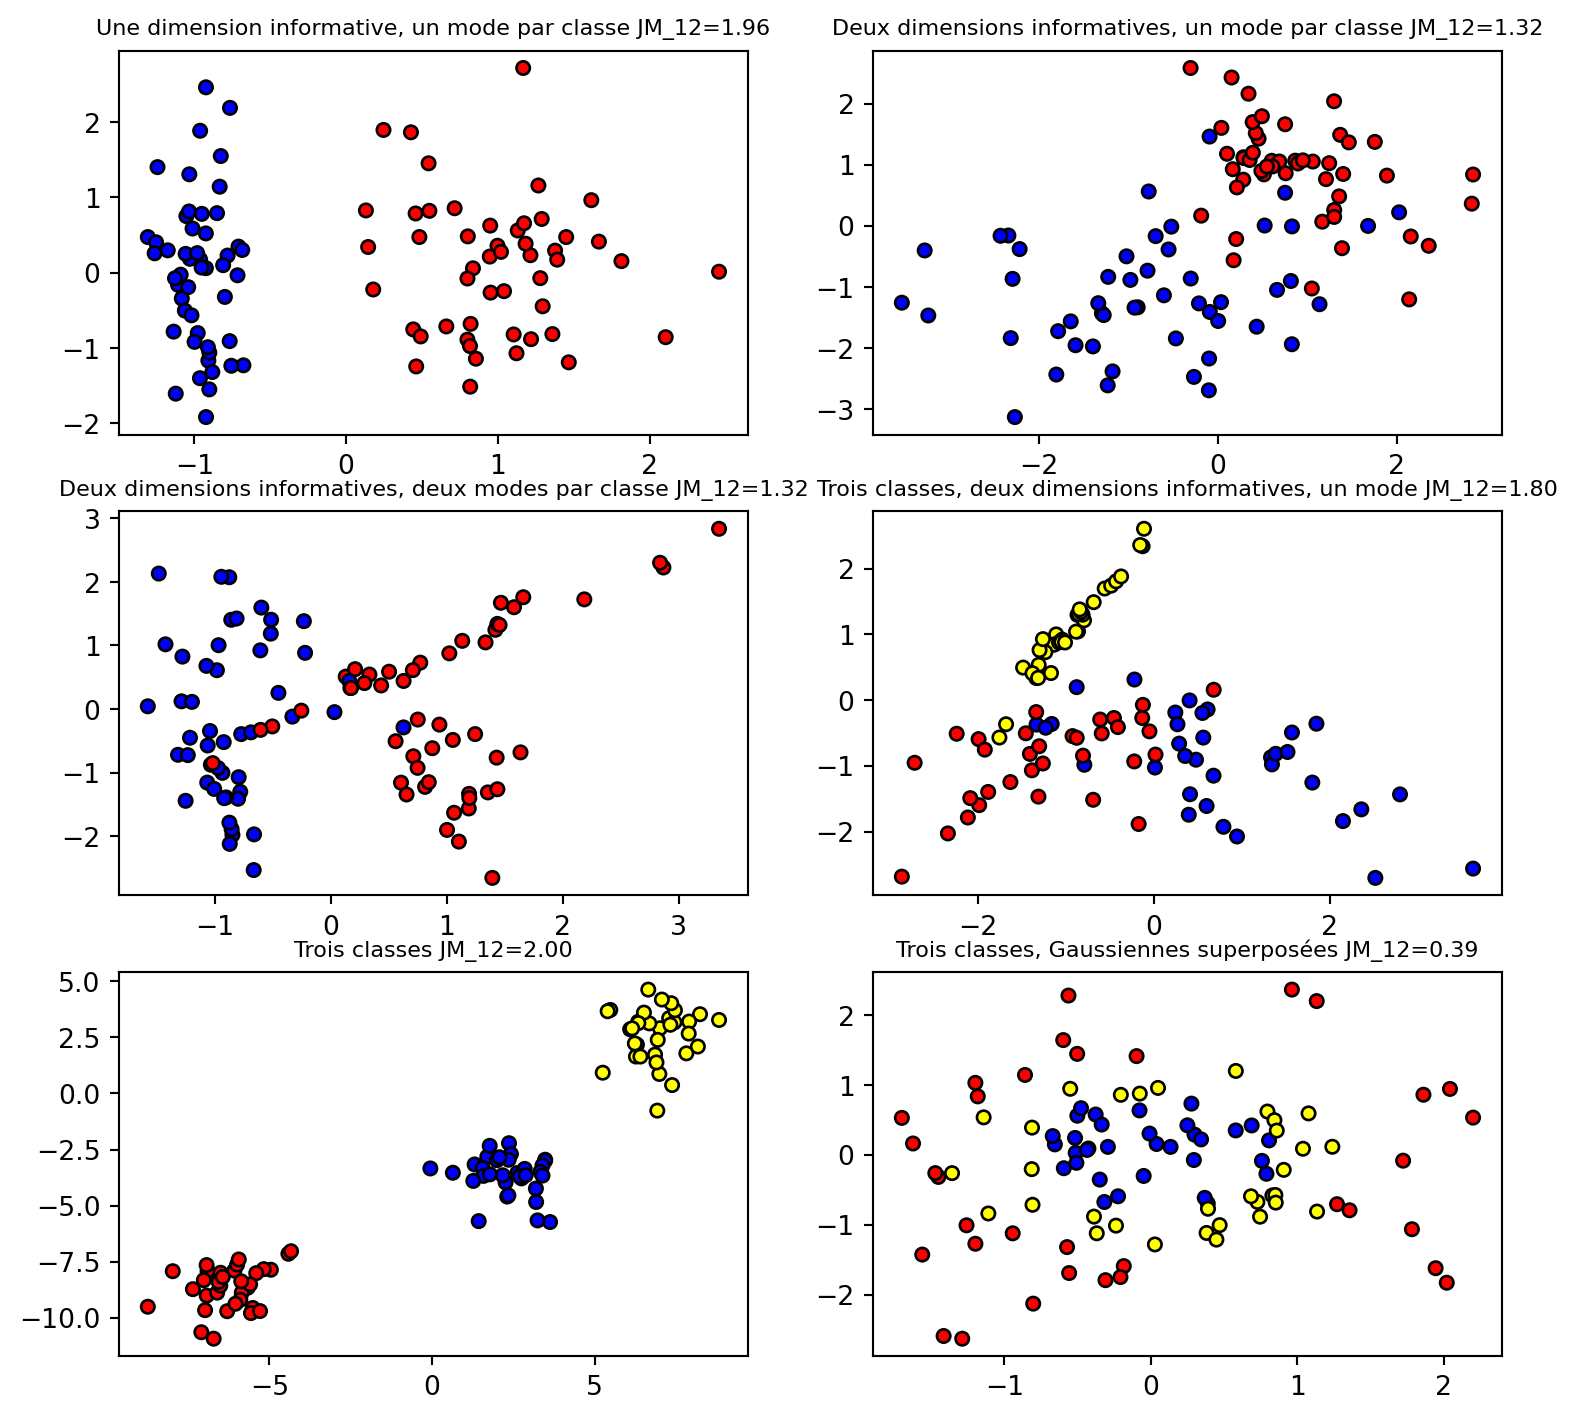 Une dimension informative, un mode par classe JM_12=1.96
2
1
0
−1
−2
−1 0 1 2
Deux dimensions informatives, un mode par classe JM_12=1.32
2
1
0
−1
−2
−3
−2 0 2
Deux dimensions informatives, deux modes par classe JM_12=1.32
3
2
1
0
−1
−2
−1 0 1 2 3
Trois classes, deux dimensions informatives, un mode JM_12=1.80
2
1
0
−1
−2
−2 0 2
Trois classes JM_12=2.00
5.0
2.5
0.0
−2.5
−5.0
−7.5
−10.0
−5 0 5
Trois classes, Gaussiennes superposées JM_12=0.39
2
1
0
−1
−2
−1 0 1 2